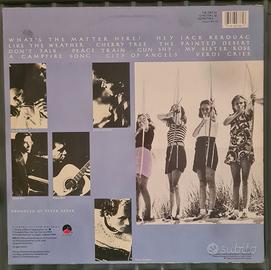 WHAT'S THE MATTER HERE? HEY JACK KEROUAC
LIKE THE WEATHER CHERRY TREE THE PAINTED DESERT
DON'T TALK PEACE TRAIN GUN SHY MY SISTER ROSE
A CAMPFIRE SONG CITY OF ANGELS VERDI CRIES
PRODUCED BY PETER ASHER
subito